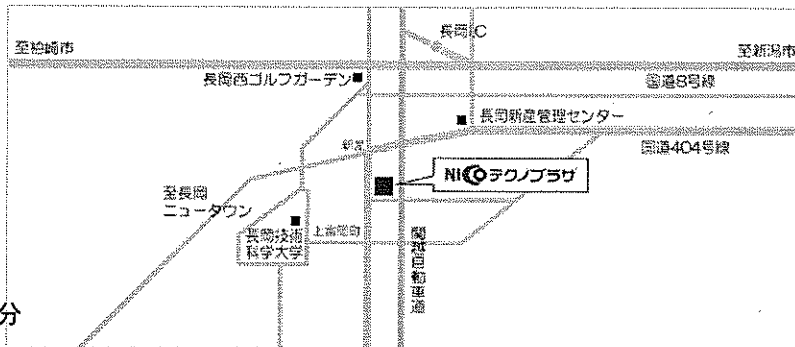 長岡IC
至柏崎市
至新潟市
長岡西ゴルフガーデン
国道8号線
長岡新産管理センター
国道404号線
NICOテクノプラザ
至長岡
ニュータウン
長岡技術
科学大学
関越自動車道
分